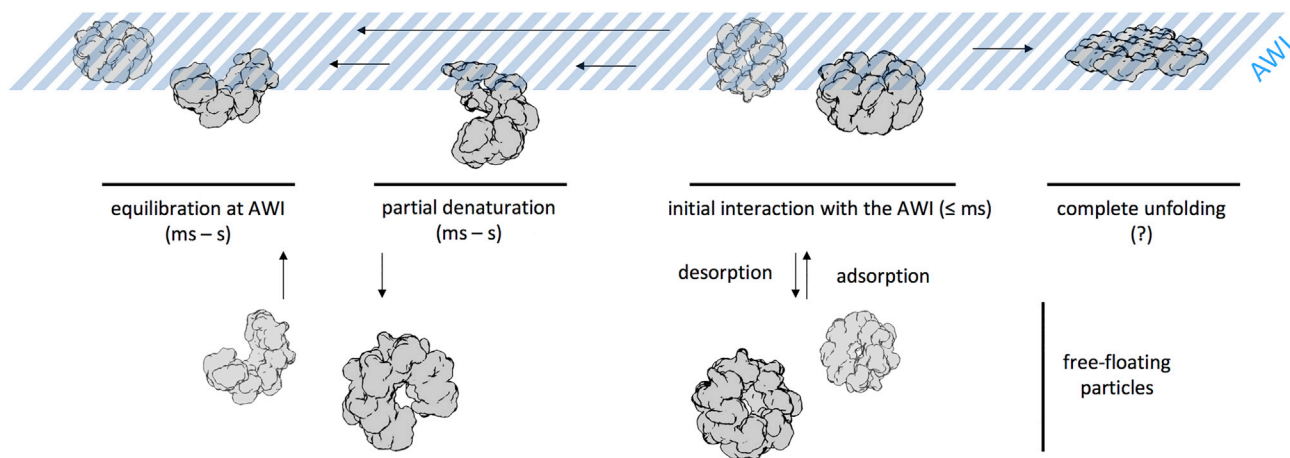 AWI
equilibration at AWI
(ms – s)
partial denaturation
(ms – s)
initial interaction with the AWI (≤ ms)
complete unfolding
(?)
desorption
adsorption
free-floating
particles